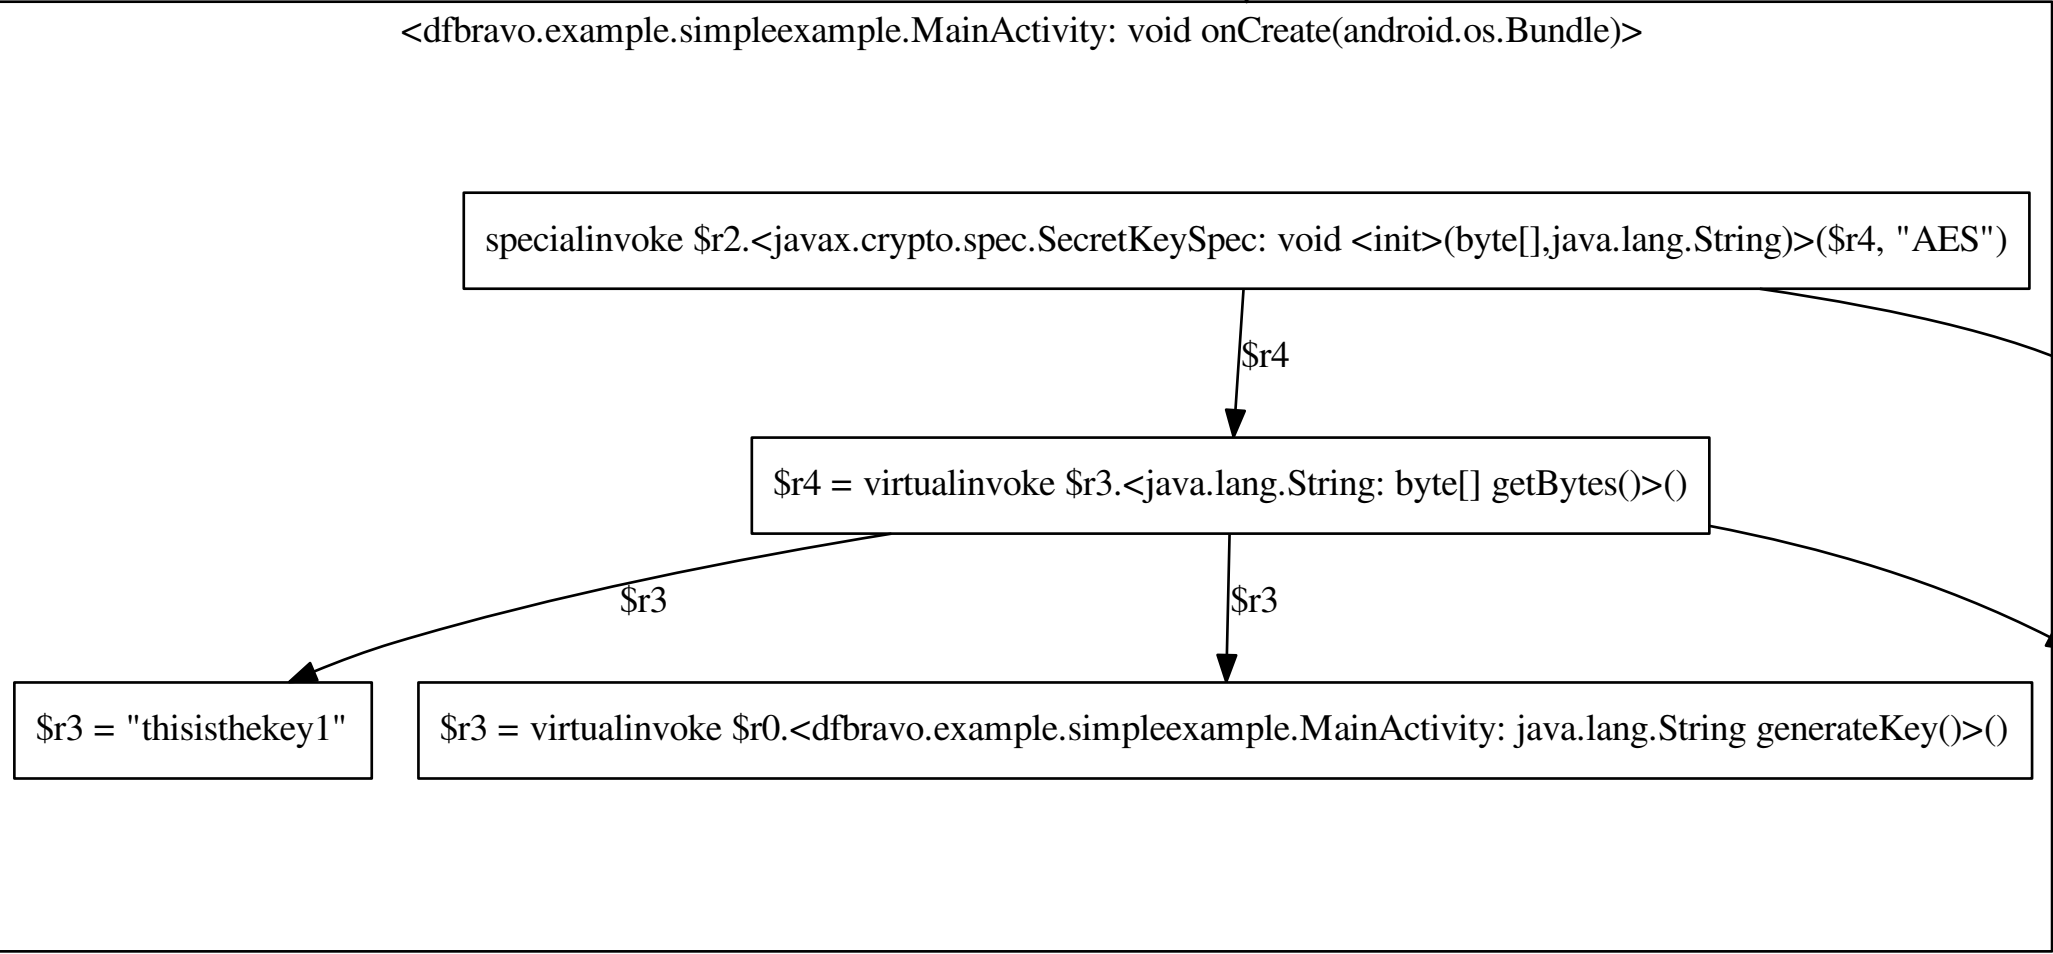 <dfbravo.example.simpleexample.MainActivity: void onCreate(android.os.Bundle)>
specialinvoke $r2.<javax.crypto.spec.SecretKeySpec: void <init>(byte[],java.lang.String)>($r4, "AES")
$r4
$r4 = virtualinvoke $r3.<java.lang.String: byte[] getBytes()>()
$r3
$r3
$r3 = "thisisthekey1"
$r3 = virtualinvoke $r0.<dfbravo.example.simpleexample.MainActivity: java.lang.String generateKey()>()